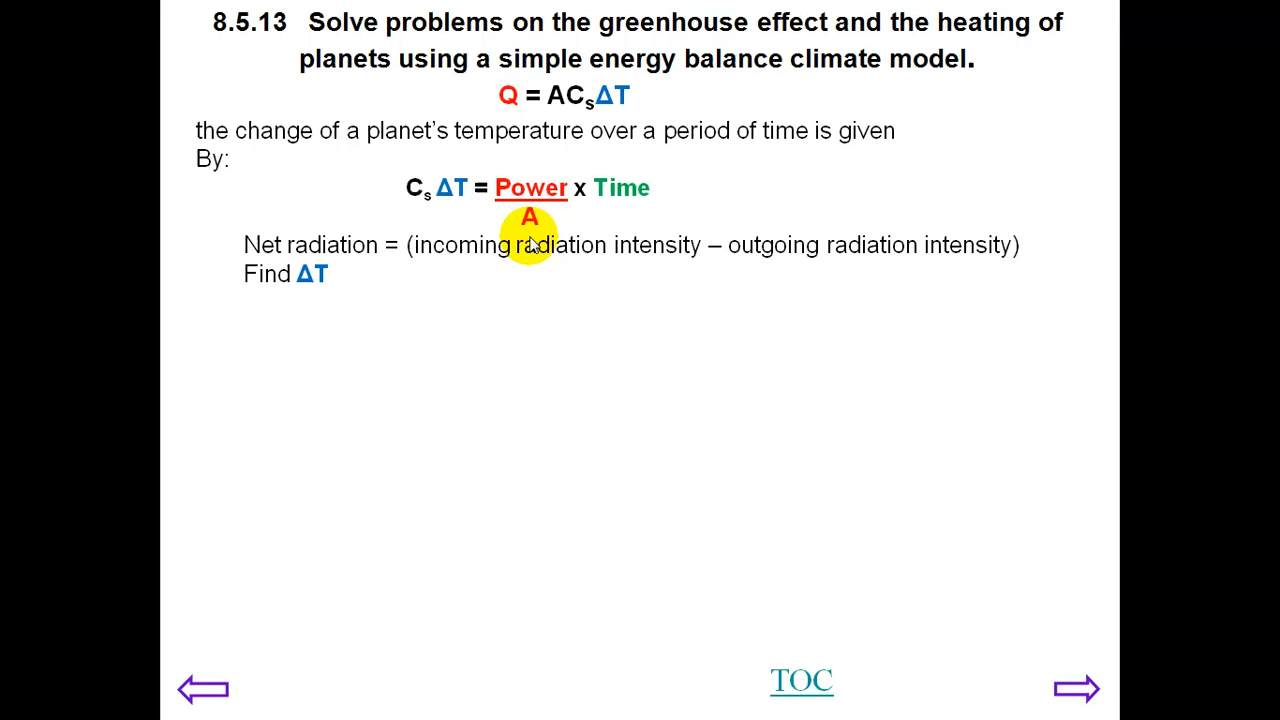 8.5.13 Solve problems on the greenhouse effect and the heating of
planets using a simple energy balance climate model.
Q = ACsΔT
the change of a planet's temperature over a period of time is given
By:
Cs ΔT = Power x Time
A
Net radiation = (incoming radiation intensity – outgoing radiation intensity)
Find ΔT
TOC